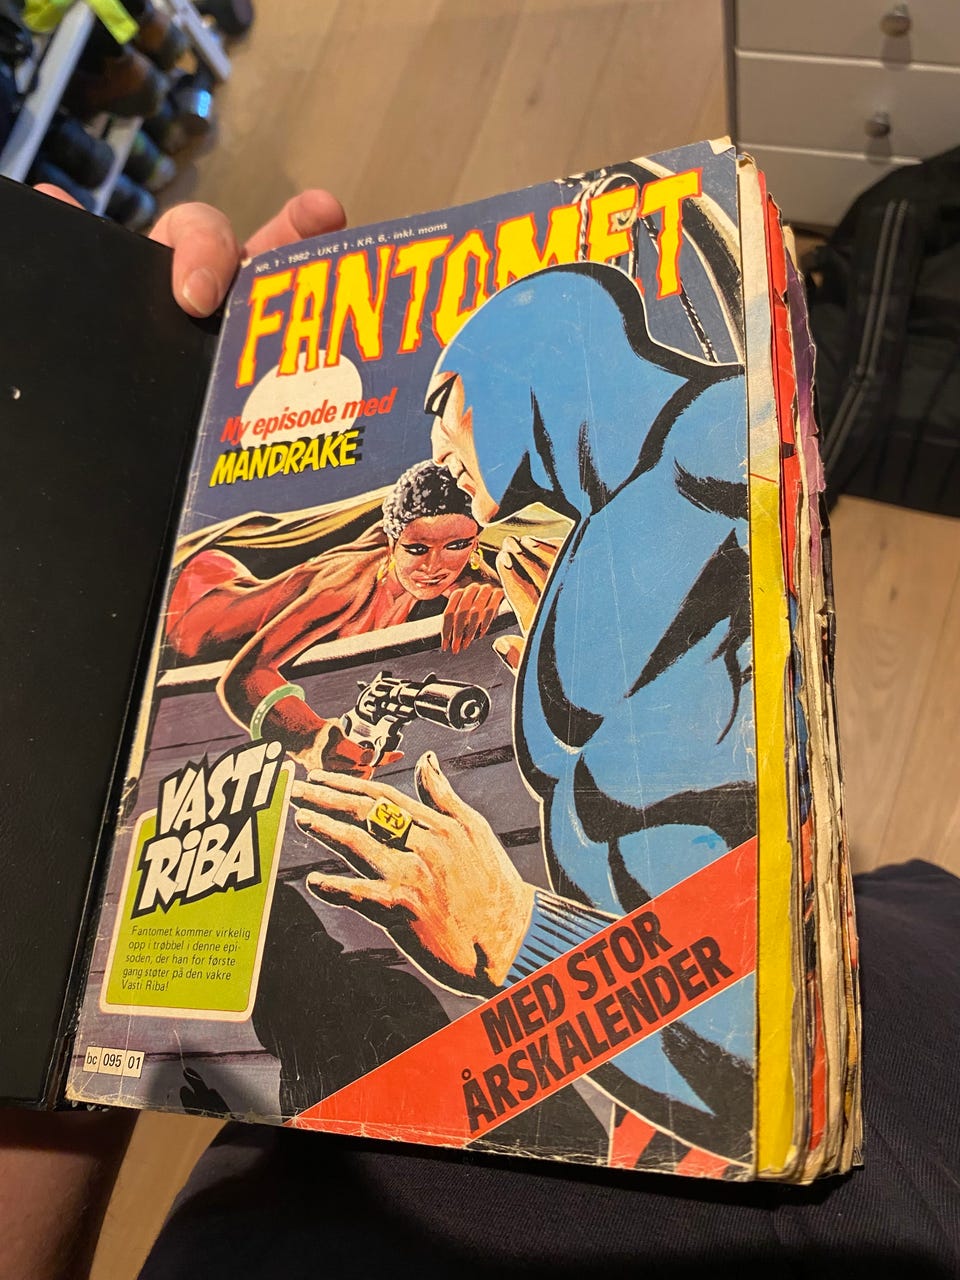 NR. 1 - 1982 - UKE 1 - KR. 6,- inkl. moms
FANTOMET
Ny episode med
MANDRAKE
VASTI
RIBA
Fantomet kommer virkelig
opp i trøbbel i denne epi-
soden, der han for første
gang støter på den vakre
Vasti Riba!
MED STOR
ÅRSKALENDER
bc 095 01